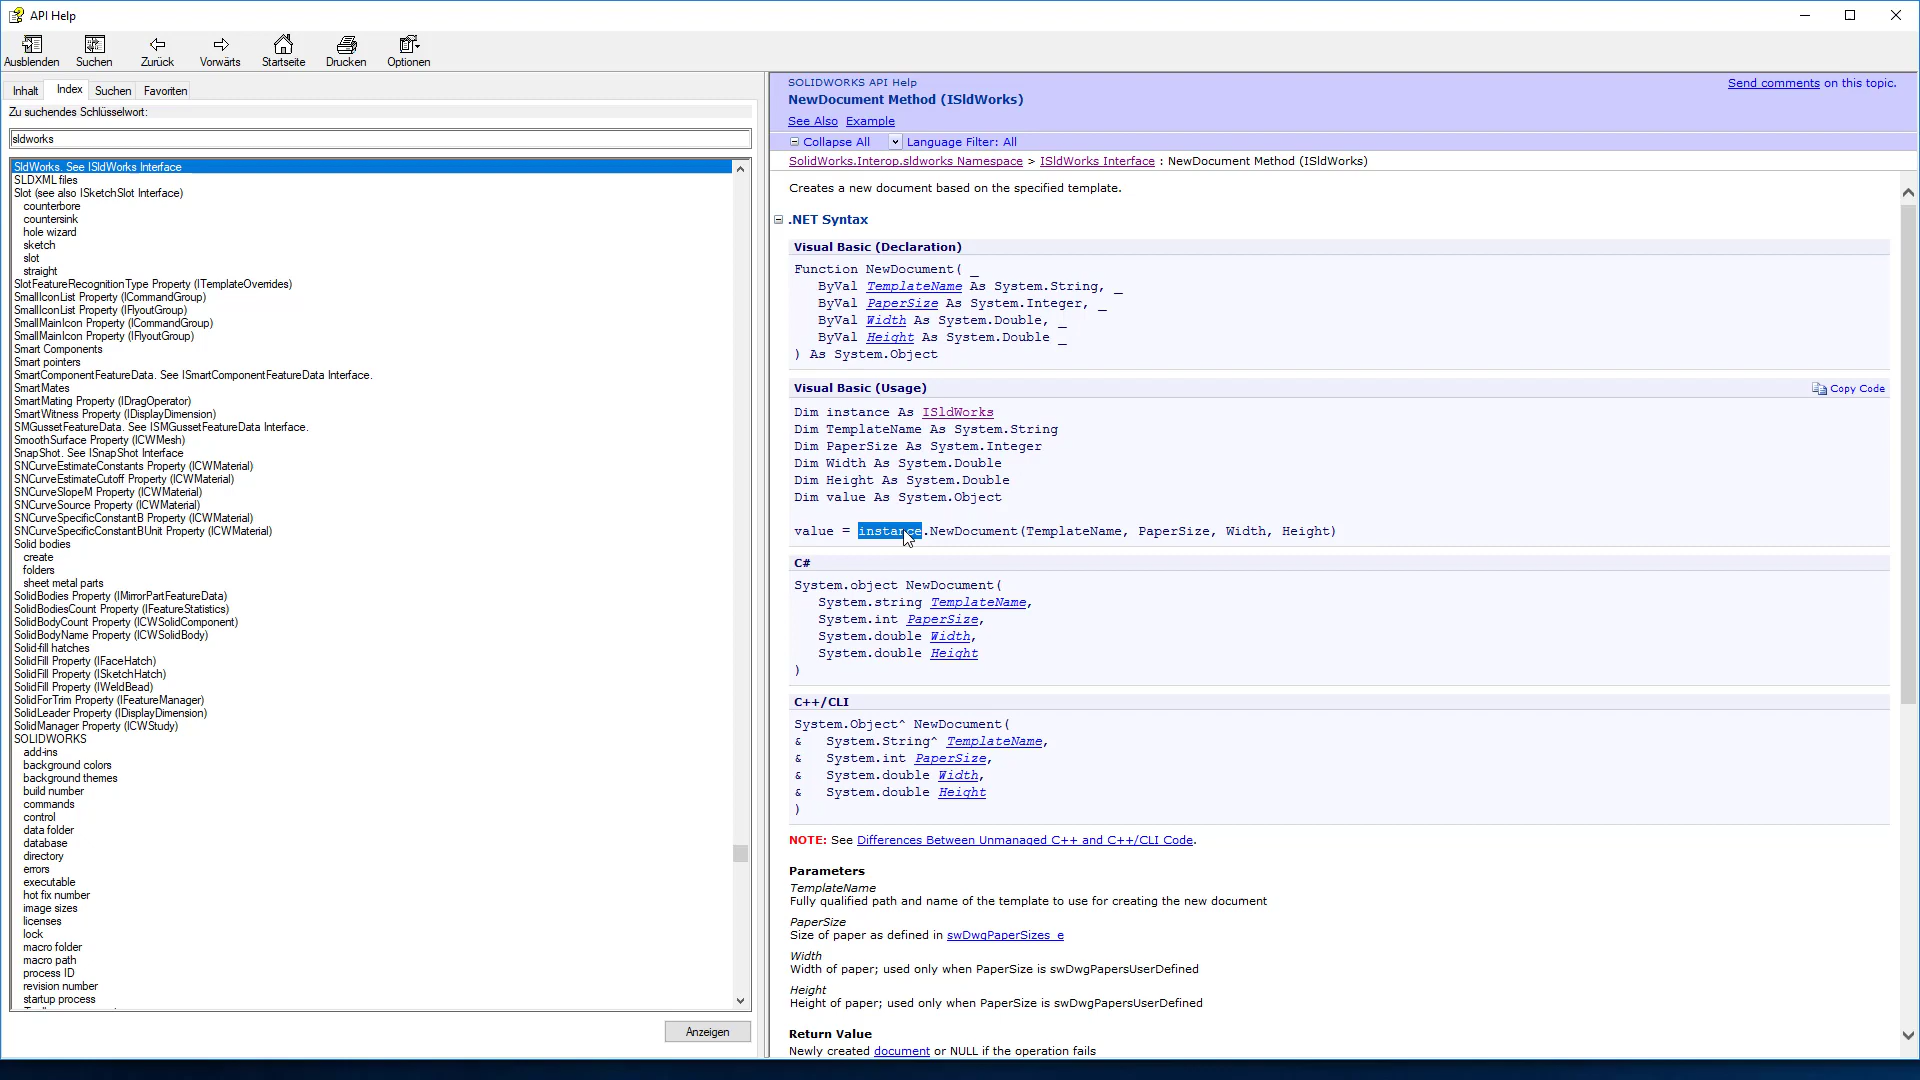 API Help
Ausblenden Suchen Zurück Vorwärts Startseite Drucken Optionen
Inhalt Index Suchen Favoriten
Zu suchendes Schlüsselwort:
sldworks
SldWorks. See ISldWorks Interface
SLDXML files
Slot (see also ISketchSlot Interface)
counterbore
countersink
hole wizard
sketch
slot
straight
SlotFeatureRecognitionType Property (ITemplateOverrides)
SmallIconList Property (ICommandGroup)
SmallIconList Property (IFlyoutGroup)
SmallMainIcon Property (ICommandGroup)
SmallMainIcon Property (IFlyoutGroup)
Smart Components
Smart pointers
SmartComponentFeatureData. See ISmartComponentFeatureData Interface.
SmartMates
SmartMating Property (IDragOperator)
SmartWitness Property (IDisplayDimension)
SMGussetFeatureData. See ISMGussetFeatureData Interface.
SmoothSurface Property (ICWMesh)
SnapShot. See ISnapShot Interface
SNCurveEstimateConstants Property (ICWMaterial)
SNCurveEstimateCutoff Property (ICWMaterial)
SNCurveSlopeM Property (ICWMaterial)
SNCurveSource Property (ICWMaterial)
SNCurveSpecificConstantB Property (ICWMaterial)
SNCurveSpecificConstantBUnit Property (ICWMaterial)
Solid bodies
create
folders
sheet metal parts
SolidBodies Property (IMirrorPartFeatureData)
SolidBodiesCount Property (IFeatureStatistics)
SolidBodyCount Property (ICWSolidComponent)
SolidBodyName Property (ICWSolidBody)
Solid-fill hatches
SolidFill Property (IFaceHatch)
SolidFill Property (ISketchHatch)
SolidFill Property (IWeldBead)
SolidForTrim Property (IFeatureManager)
SolidLeader Property (IDisplayDimension)
SolidManager Property (ICWStudy)
SOLIDWORKS
add-ins
background colors
background themes
build number
commands
control
data folder
database
directory
errors
executable
hot fix number
image sizes
licenses
lock
macro folder
macro path
process ID
revision number
startup process
Anzeigen
SOLIDWORKS API Help
Send comments on this topic.
NewDocument Method (ISldWorks)
See Also Example
Collapse All Language Filter: All
SolidWorks.Interop.sldworks Namespace > ISldWorks Interface : NewDocument Method (ISldWorks)
Creates a new document based on the specified template.
.NET Syntax
Visual Basic (Declaration)
Function NewDocument( _
ByVal TemplateName As System.String, _
ByVal PaperSize As System.Integer, _
ByVal Width As System.Double, _
ByVal Height As System.Double _
) As System.Object
Visual Basic (Usage) Copy Code
Dim instance As ISldWorks
Dim TemplateName As System.String
Dim PaperSize As System.Integer
Dim Width As System.Double
Dim Height As System.Double
Dim value As System.Object
value = instance.NewDocument(TemplateName, PaperSize, Width, Height)
C#
System.object NewDocument(
System.string TemplateName,
System.int PaperSize,
System.double Width,
System.double Height
)
C++/CLI
System.Object^ NewDocument(
& System.String^ TemplateName,
& System.int PaperSize,
& System.double Width,
& System.double Height
)
NOTE: See Differences Between Unmanaged C++ and C++/CLI Code.
Parameters
TemplateName
Fully qualified path and name of the template to use for creating the new document
PaperSize
Size of paper as defined in swDwgPaperSizes_e
Width
Width of paper; used only when PaperSize is swDwgPapersUserDefined
Height
Height of paper; used only when PaperSize is swDwgPapersUserDefined
Return Value
Newly created document or NULL if the operation fails